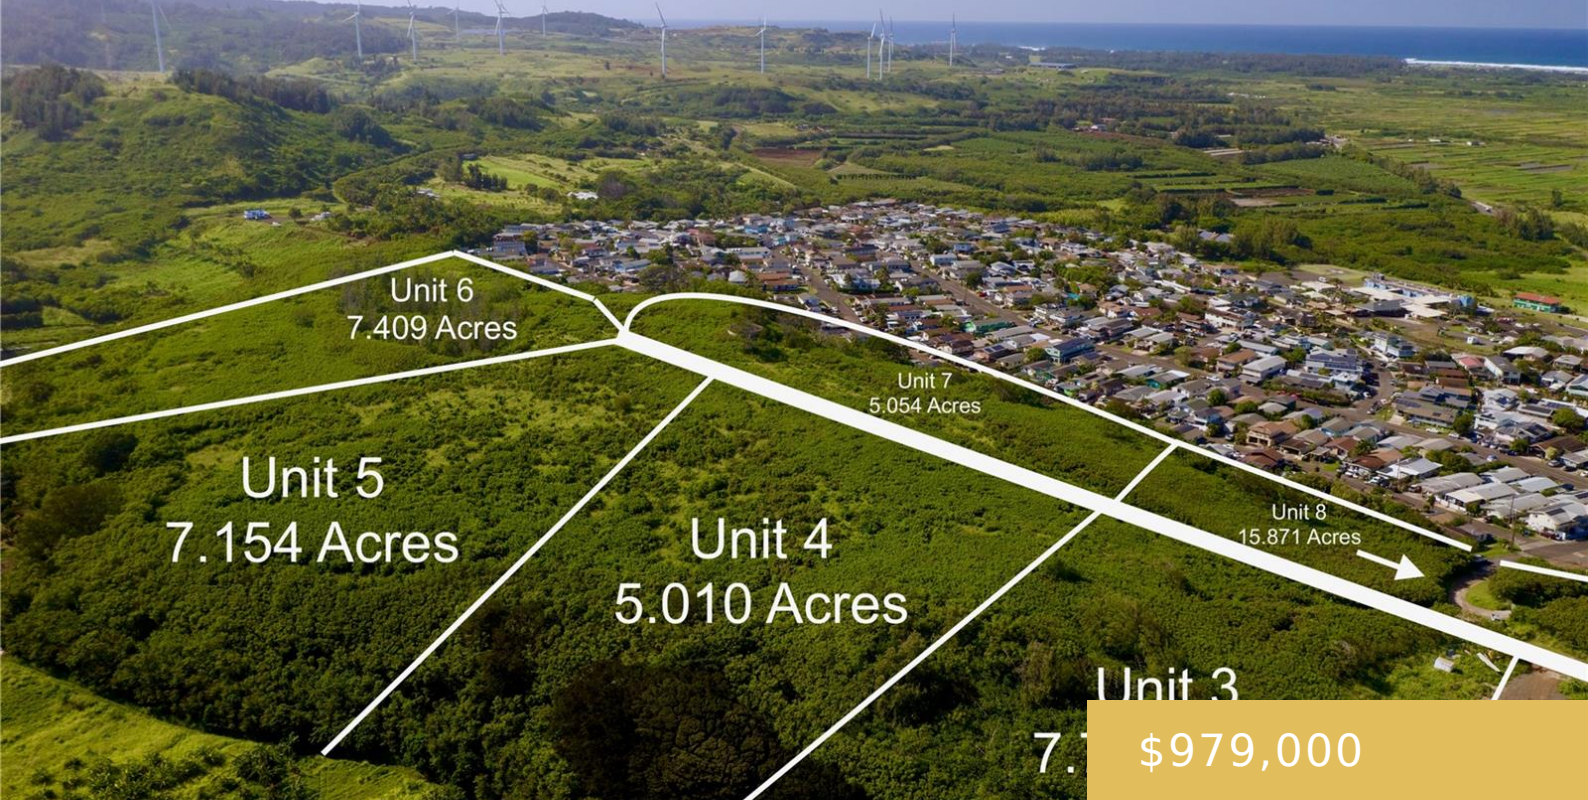 Unit 6
7.409 Acres
Unit 7
5.054 Acres
Unit 5
7.154 Acres
Unit 4
5.010 Acres
Unit 8
15.871 Acres
Unit 3
7.
$979,000